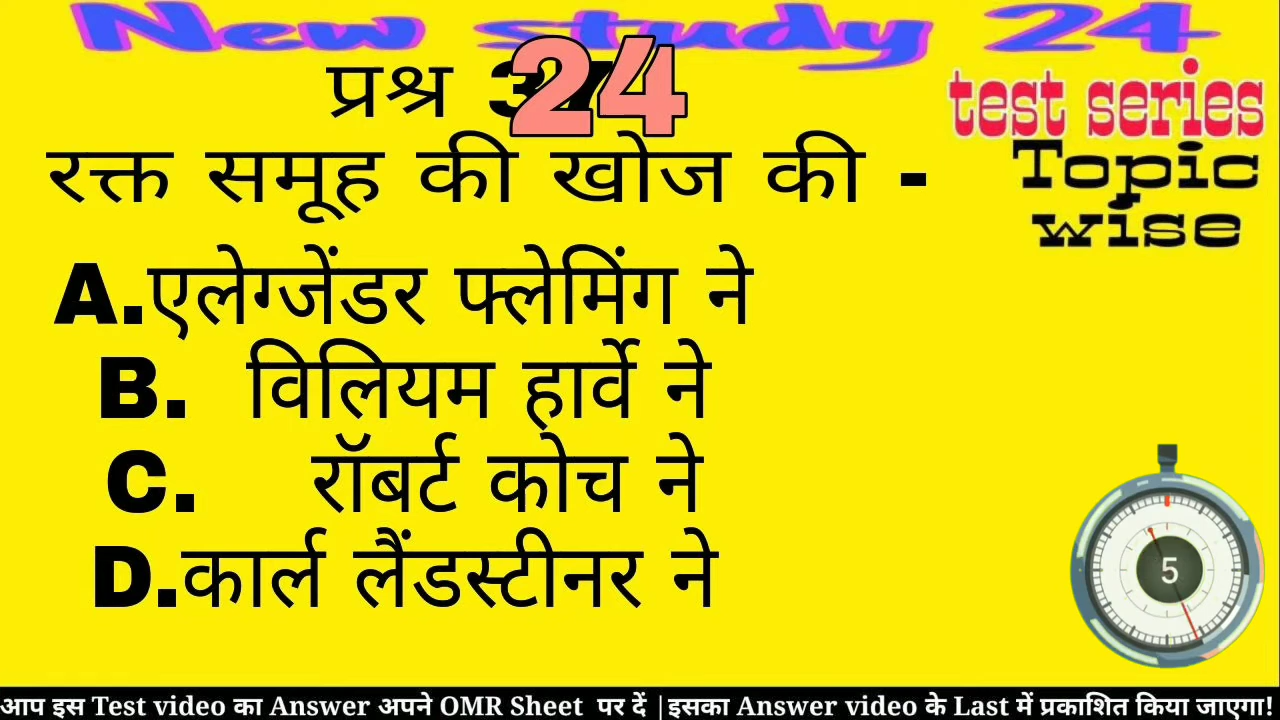 New study 24
प्रश्न 24
test series
Topic
wise
रक्त समूह की खोज की -
A.एलेग्जेंडर फ्लेमिंग ने
B. विलियम हार्वे ने
C. रॉबर्ट कोच ने
D.कार्ल लैंडस्टीनर ने
5
आप इस Test video का Answer अपने OMR Sheet पर दें |इसका Answer video के Last में प्रकाशित किया जाएगा!